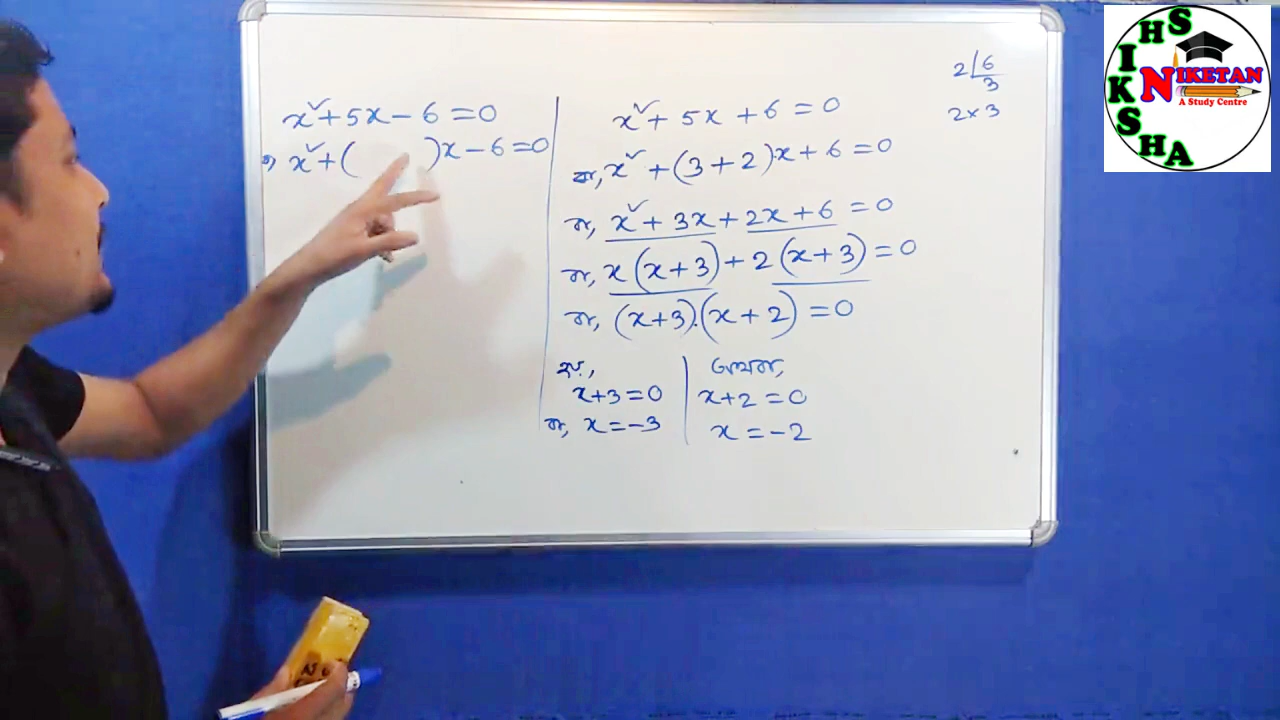 x²+5x-6=0
⇒ x²+( )x-6=0
x²+5x+6=0
বা, x²+(3+2)x+6=0
বা, x²+3x+2x+6=0
বা, x(x+3)+2(x+3)=0
বা, (x+3).(x+2)=0
হয়,
x+3=0
বা, x=-3
অথবা,
x+2=0
x=-2
2|6
3
2×3
SHIKSHA
NIKETAN
A Study Centre